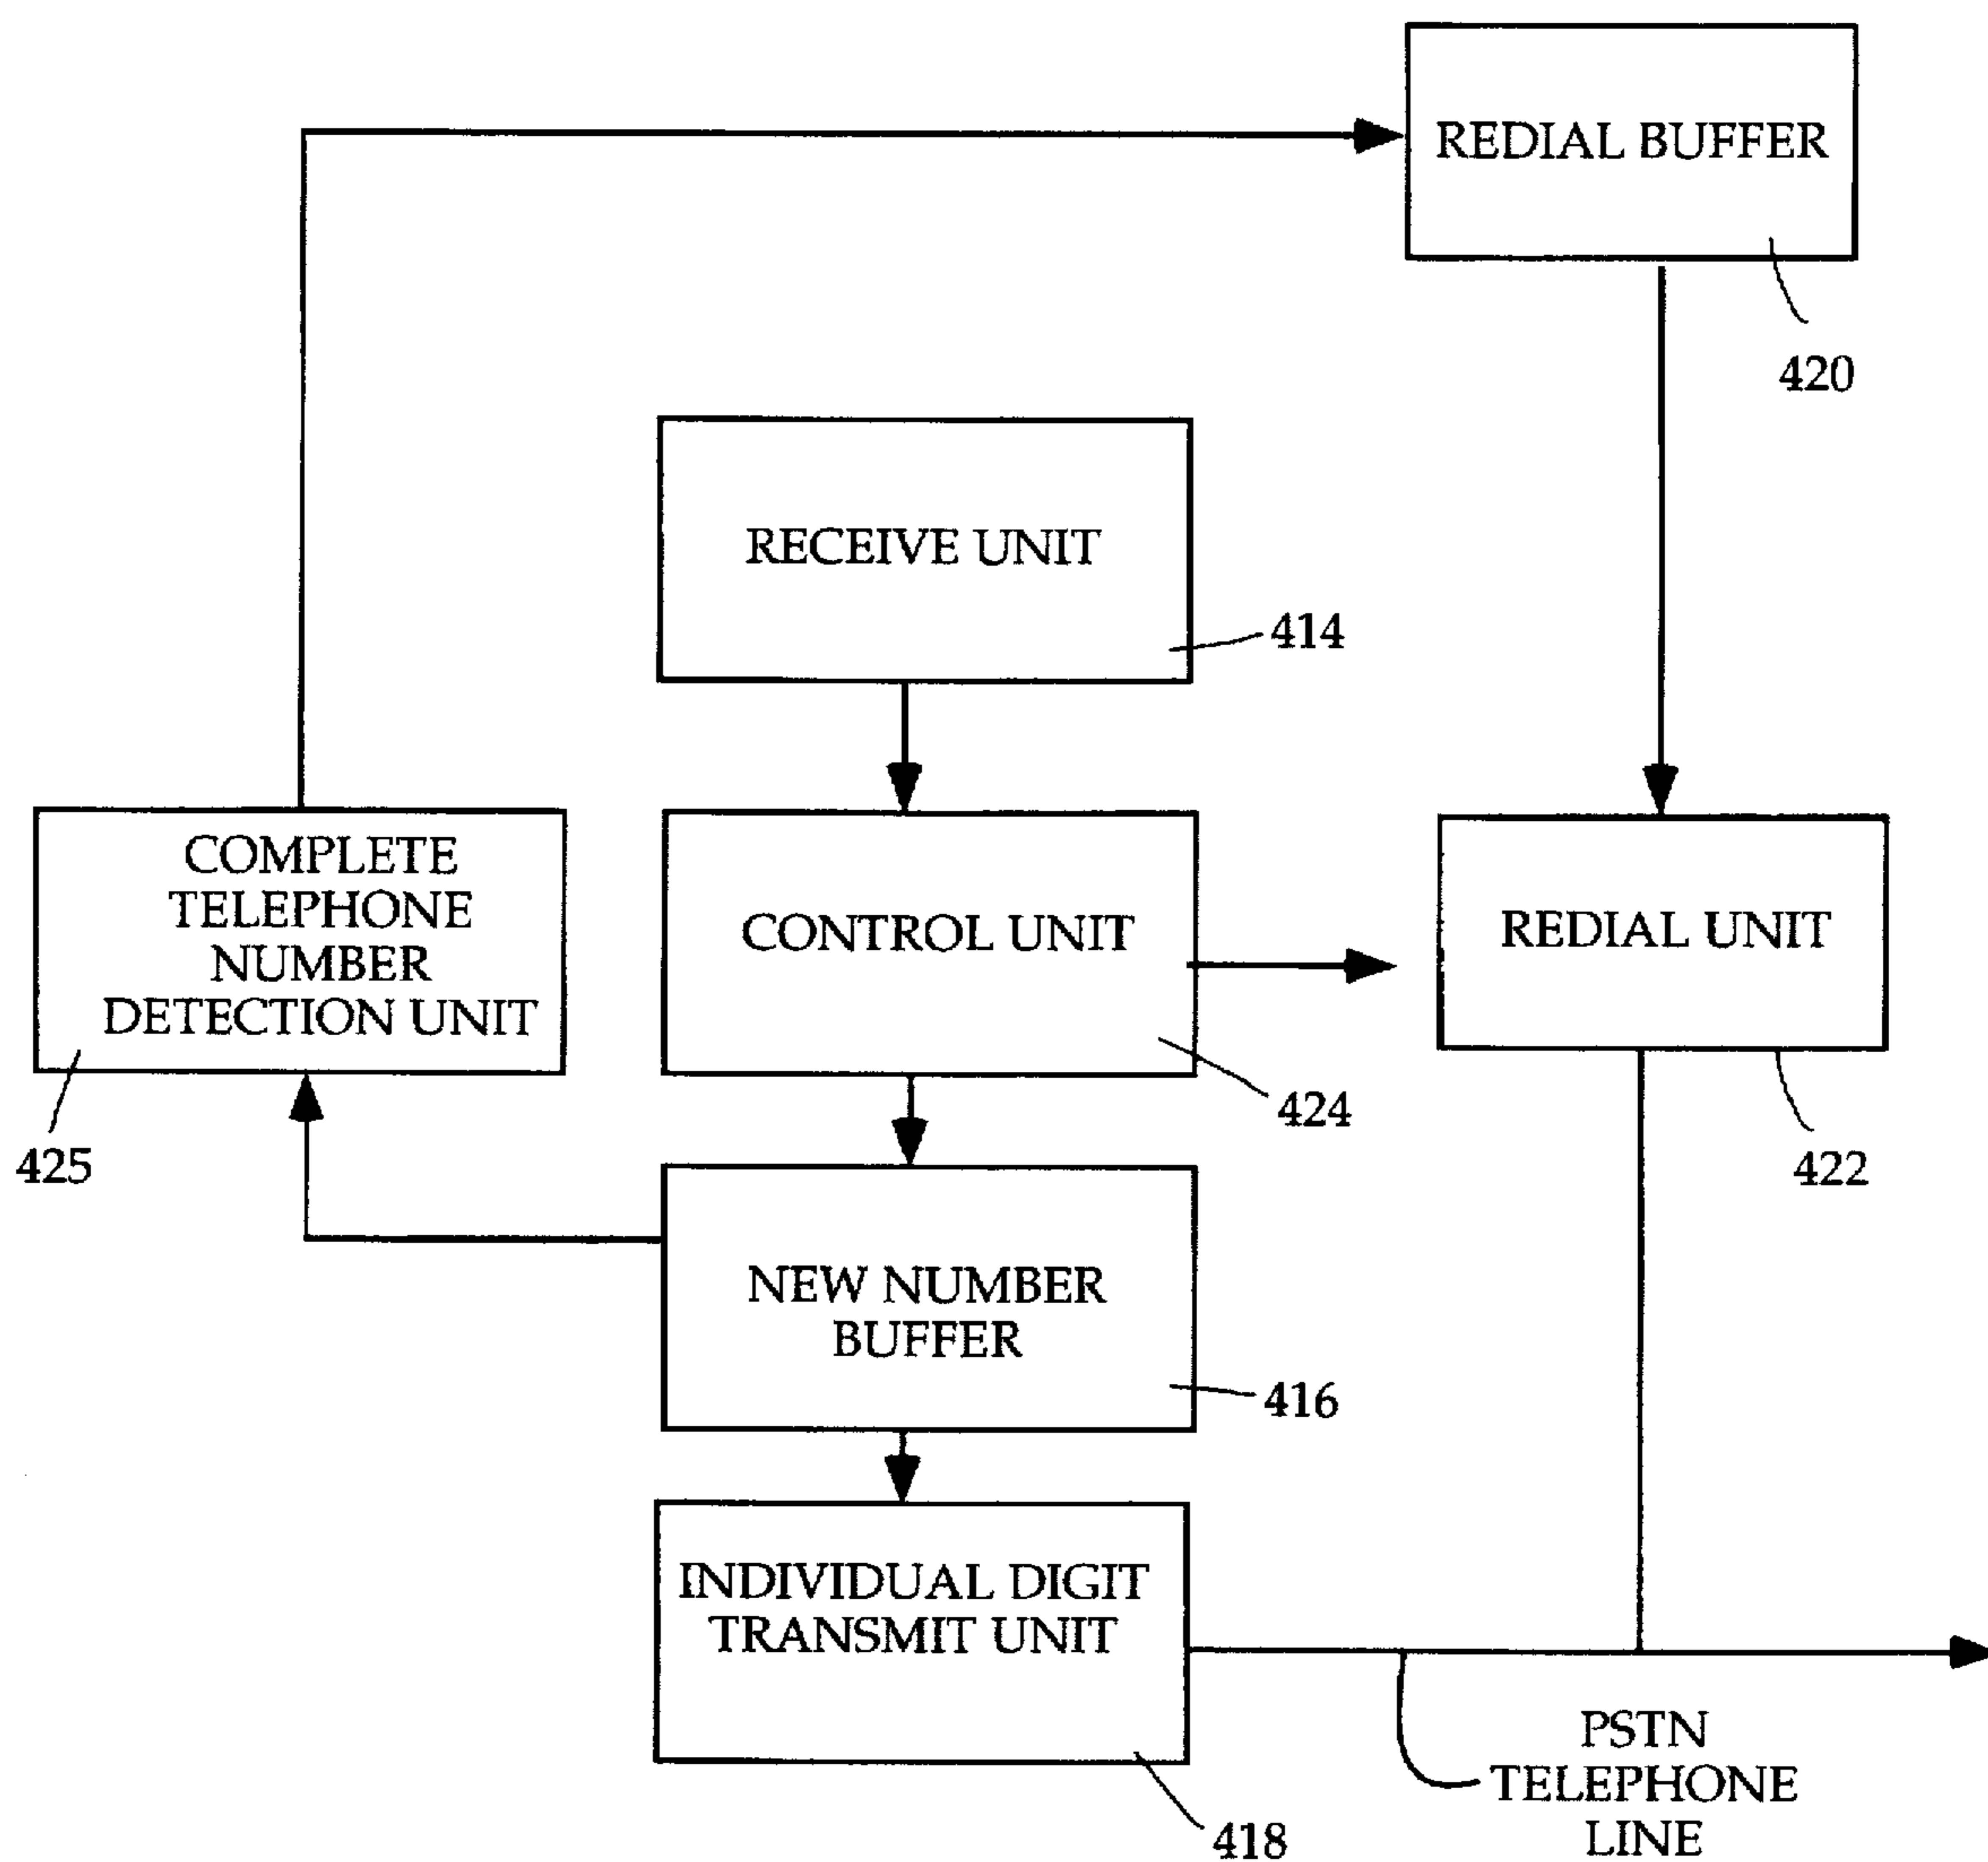 REDIAL BUFFER
420
RECEIVE UNIT
414
COMPLETE
TELEPHONE
NUMBER
DETECTION UNIT
425
CONTROL UNIT
424
REDIAL UNIT
422
NEW NUMBER
BUFFER
416
INDIVIDUAL DIGIT
TRANSMIT UNIT
418
PSTN
TELEPHONE
LINE